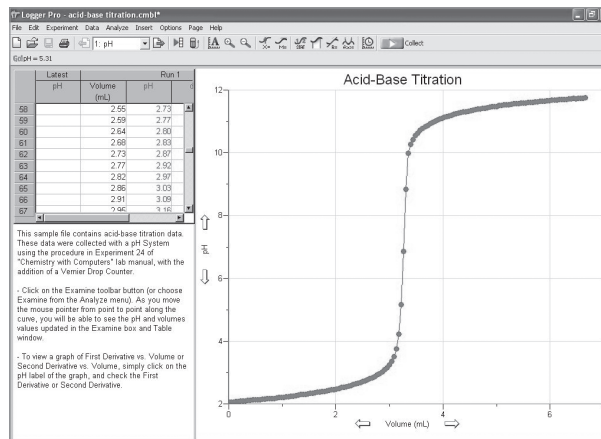 Logger Pro - acid-base titration.cmbl*
File Edit Experiment Data Analyze Insert Options Page Help
1: pH
Collect
pH = 5.31
Latest Run 1
pH Volume pH d
(mL)
58 2.55 2.73
59 2.59 2.77
60 2.64 2.80
61 2.68 2.83
62 2.73 2.87
63 2.77 2.92
64 2.82 2.97
65 2.86 3.03
66 2.91 3.09
67 2.95 3.16
This sample file contains acid-base titration data.
These data were collected with a pH System
using the procedure in Experiment 24 of
"Chemistry with Computers" lab manual, with the
addition of a Vernier Drop Counter.
- Click on the Examine toolbar button (or choose
Examine from the Analyze menu). As you move
the mouse pointer from point to point along the
curve, you will be able to see the pH and volumes
values updated in the Examine box and Table
window.
- To view a graph of First Derivative vs. Volume or
Second Derivative vs. Volume, simply click on the
pH label of the graph, and check the First
Derivative or Second Derivative.
Acid-Base Titration
12
10
8
pH
6
4
2
0 2 4 6
Volume (mL)